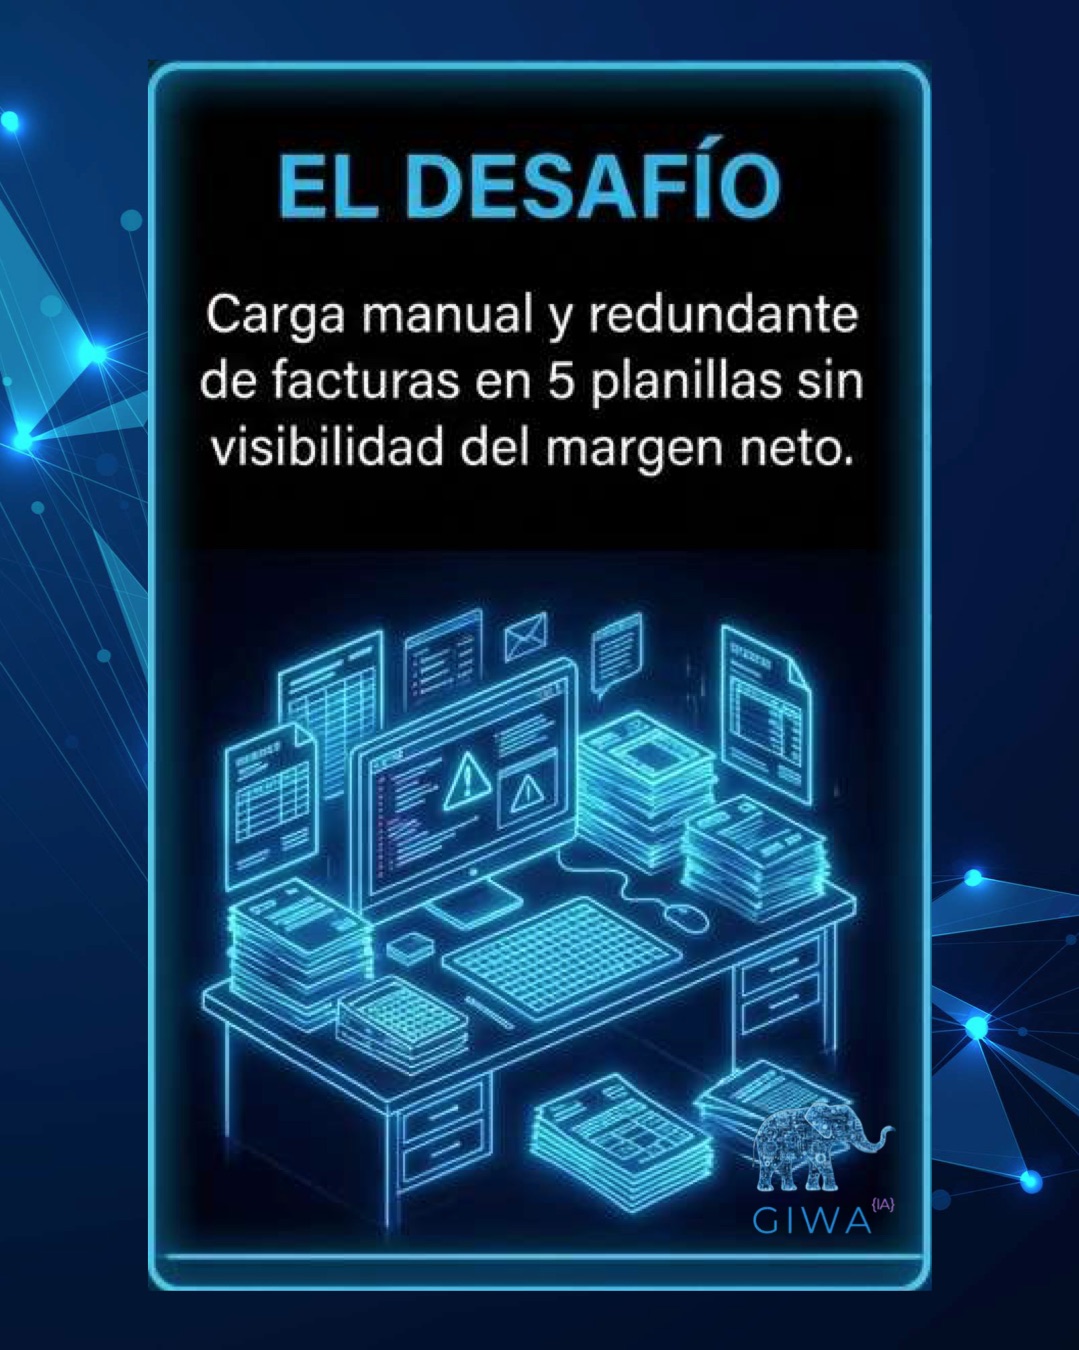 EL DESAFÍO
Carga manual y redundante
de facturas en 5 planillas sin
visibilidad del margen neto.
GIWA {IA}